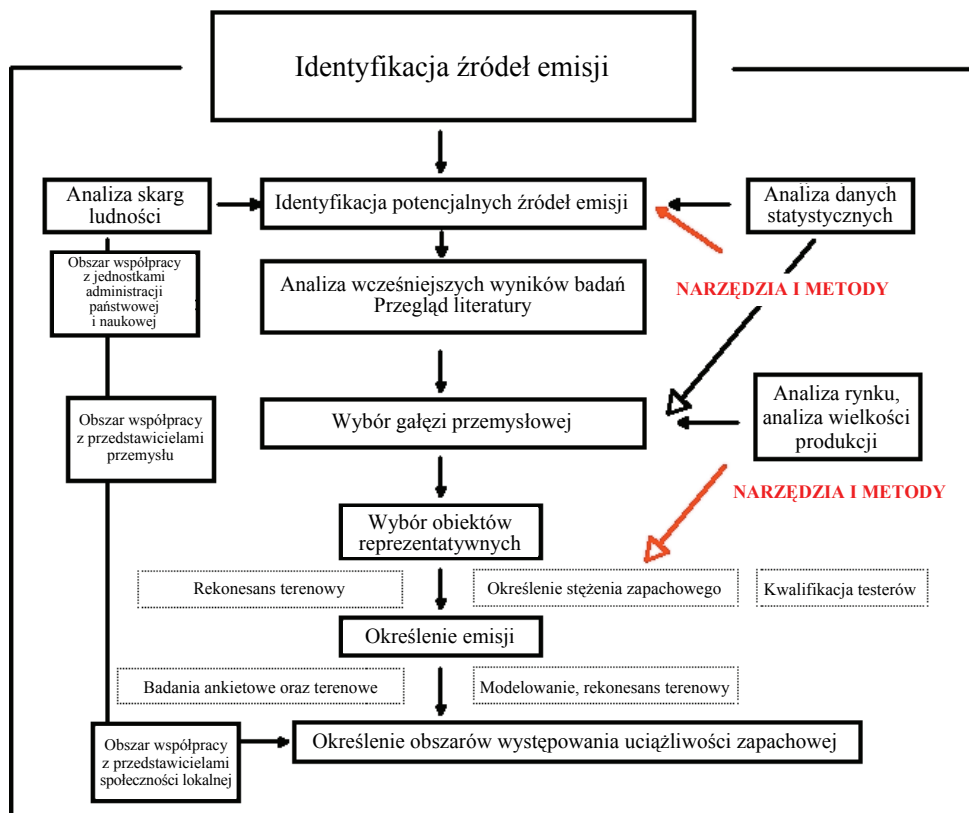 Identyfikacja źródeł emisji
Analiza skarg
ludności
Identyfikacja potencjalnych źródeł emisji
Analiza danych
statystycznych
Obszar współpracy
z jednostkami
administracji
państwowej
i naukowej
Analiza wcześniejszych wyników badań
Przegląd literatury
NARZĘDZIA I METODY
Obszar współpracy
z przedstawicielami
przemysłu
Wybór gałęzi przemysłowej
Analiza rynku,
analiza wielkości
produkcji
NARZĘDZIA I METODY
Wybór obiektów
reprezentatywnych
Rekonesans terenowy
Określenie stężenia zapachowego
Kwalifikacja testerów
Określenie emisji
Badania ankietowe oraz terenowe
Modelowanie, rekonesans terenowy
Obszar współpracy
z przedstawicielami
społeczności lokalnej
Określenie obszarów występowania uciążliwości zapachowej